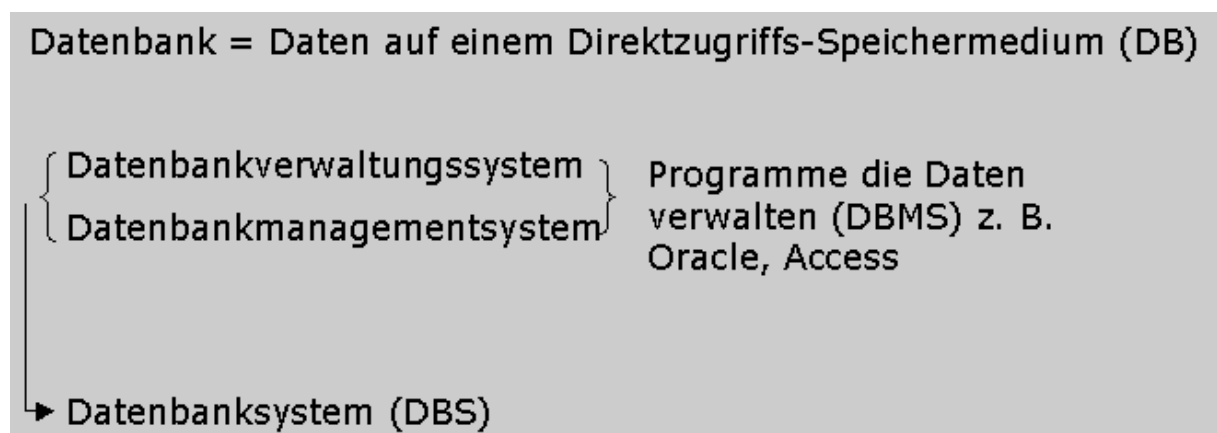 Datenbank = Daten auf einem Direktzugriffs-Speichermedium (DB)
Datenbankverwaltungssystem
Datenbankmanagementsystem
Programme die Daten
verwalten (DBMS) z. B.
Oracle, Access
Datenbanksystem (DBS)